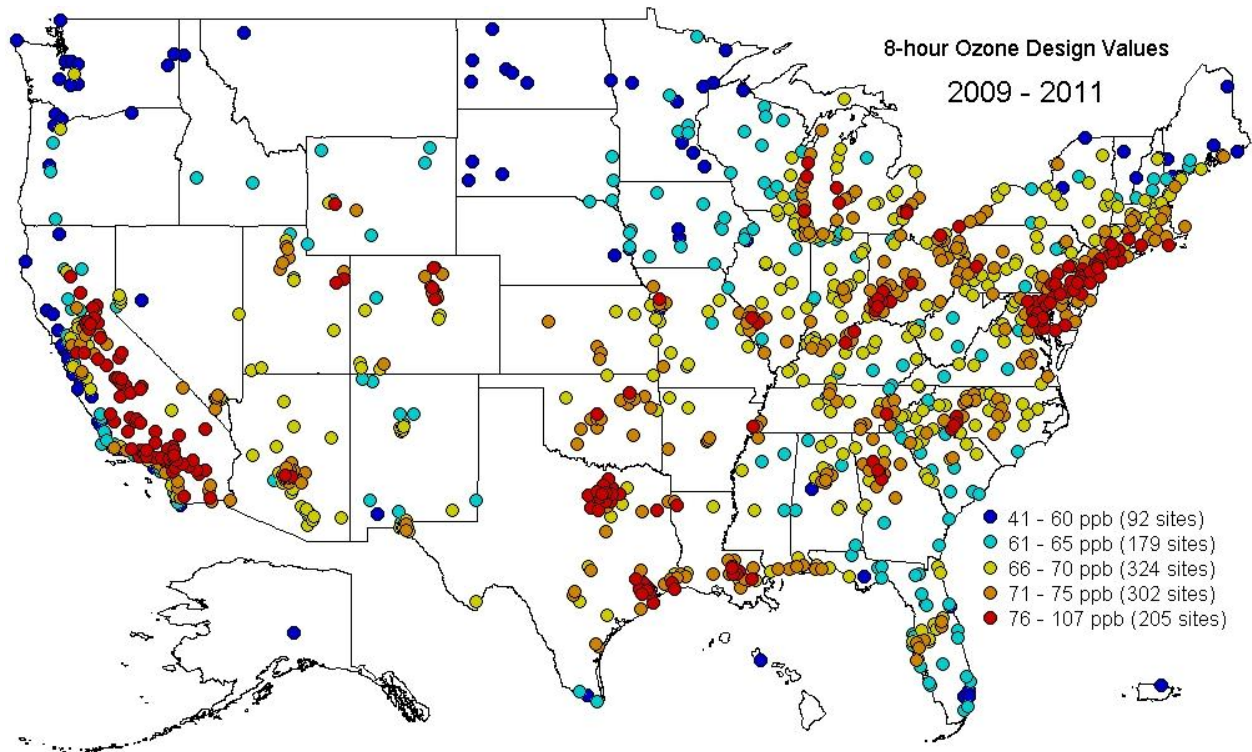 8-hour Ozone Design Values
2009 - 2011
41 - 60 ppb (92 sites)
61 - 65 ppb (179 sites)
66 - 70 ppb (324 sites)
71 - 75 ppb (302 sites)
76 - 107 ppb (205 sites)